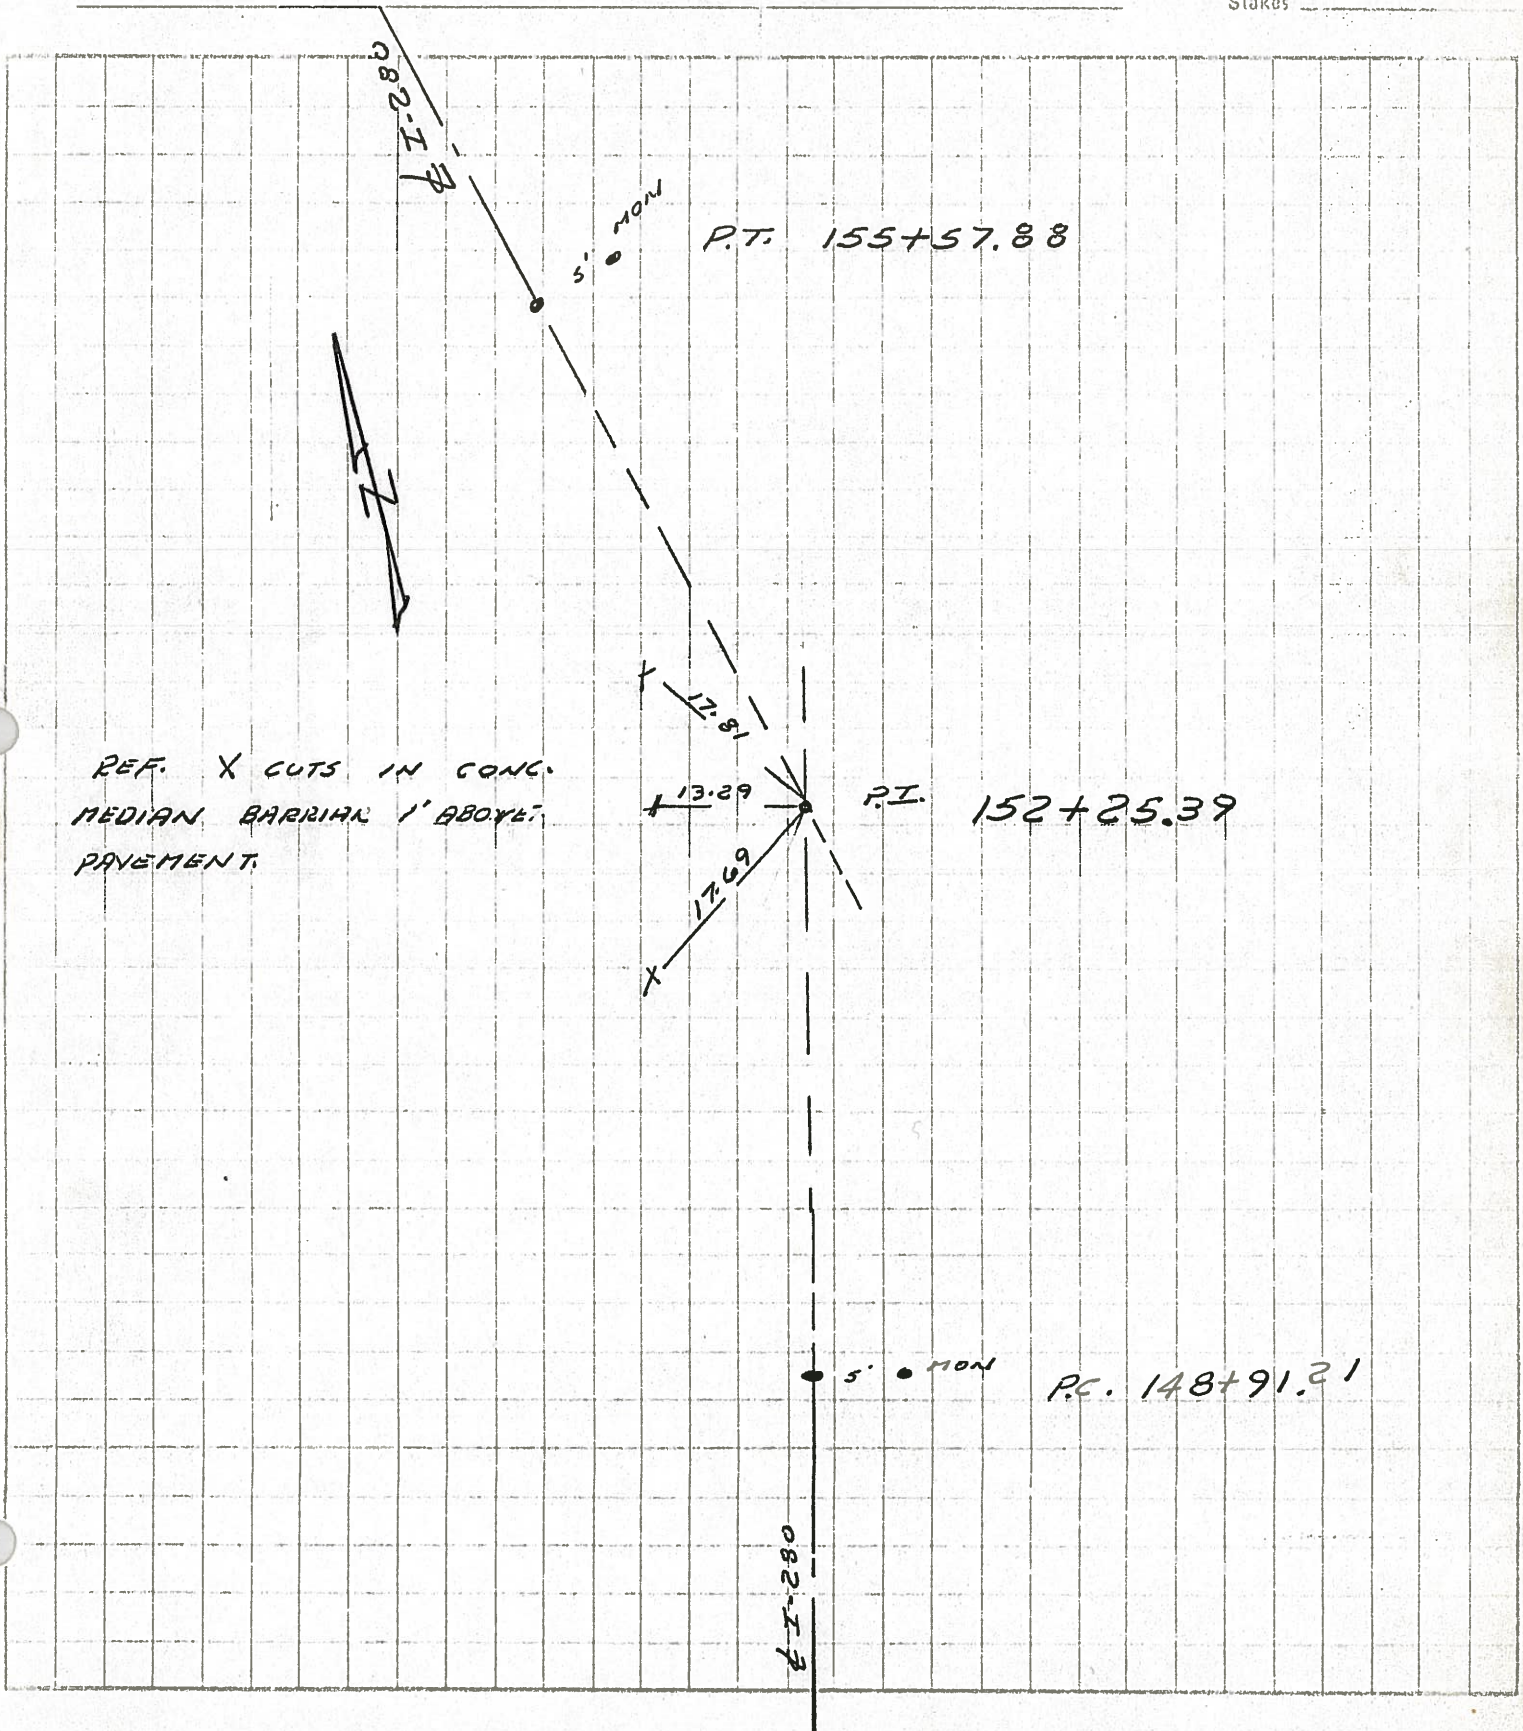 Stakes
℄ I-280
5' MON
P.T. 155+57.88
N
17.81
REF. X CUTS IN CONC.
MEDIAN BARRIAR 1' ABOVE
PAVEMENT.
13.29
P.I. 152+25.39
17.69
5' MON
P.C. 148+91.21
℄ I-280